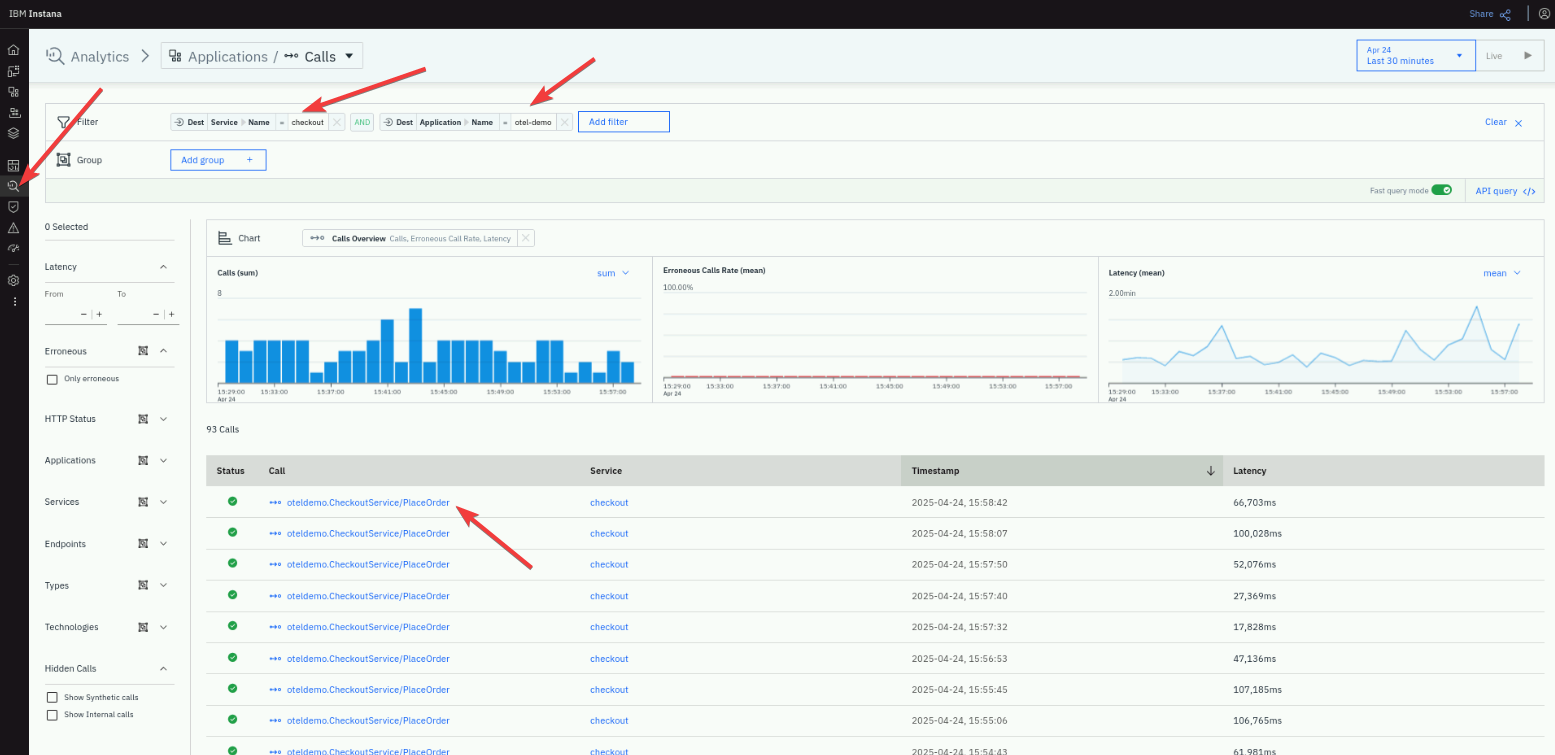 IBM Instana
Share
Analytics
Applications / Calls
Apr 24
Last 30 minutes
Live
Filter
Dest Service Name = checkout
AND
Dest Application Name = otel-demo
Add filter
Clear
Group
Add group +
Fast query mode
API query </>
0 Selected
Latency
From
To
− +
− +
Erroneous
Only erroneous
HTTP Status
Applications
Services
Endpoints
Types
Technologies
Hidden Calls
Show Synthetic calls
Show Internal calls
Chart
Calls Overview Calls, Erroneous Call Rate, Latency
Calls (sum)
sum
8
15:29:00 15:33:00 15:37:00 15:41:00 15:45:00 15:49:00 15:53:00 15:57:00
Apr 24
Erroneous Calls Rate (mean)
100.00%
15:29:00 15:33:00 15:37:00 15:41:00 15:45:00 15:49:00 15:53:00 15:57:00
Apr 24
Latency (mean)
mean
2.00min
15:29:00 15:33:00 15:37:00 15:41:00 15:45:00 15:49:00 15:53:00 15:57:00
Apr 24
93 Calls
Status Call Service Timestamp Latency
oteldemo.CheckoutService/PlaceOrder checkout 2025-04-24, 15:58:42 66,703ms
oteldemo.CheckoutService/PlaceOrder checkout 2025-04-24, 15:58:07 100,028ms
oteldemo.CheckoutService/PlaceOrder checkout 2025-04-24, 15:57:50 52,076ms
oteldemo.CheckoutService/PlaceOrder checkout 2025-04-24, 15:57:40 27,369ms
oteldemo.CheckoutService/PlaceOrder checkout 2025-04-24, 15:57:32 17,828ms
oteldemo.CheckoutService/PlaceOrder checkout 2025-04-24, 15:56:53 47,136ms
oteldemo.CheckoutService/PlaceOrder checkout 2025-04-24, 15:55:45 107,185ms
oteldemo.CheckoutService/PlaceOrder checkout 2025-04-24, 15:55:06 106,765ms
oteldemo.CheckoutService/PlaceOrder checkout 2025-04-24, 15:54:43 61,981ms